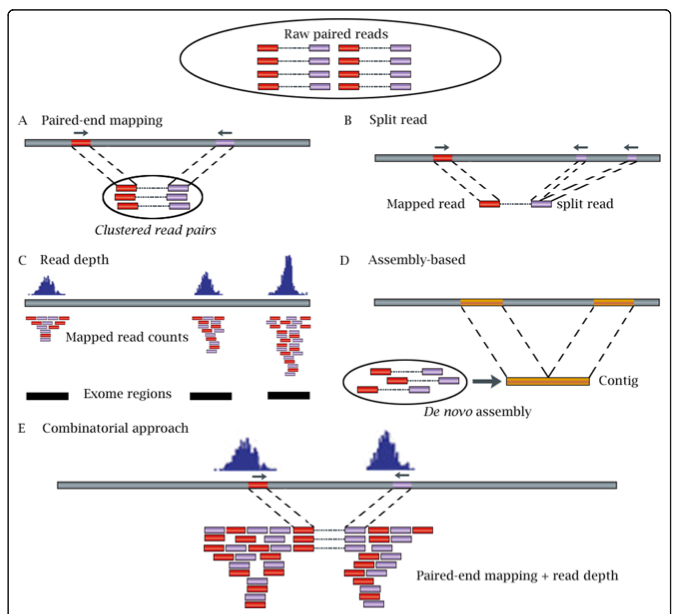 Raw paired reads
A Paired-end mapping
Clustered read pairs
B Split read
Mapped read
split read
C Read depth
Mapped read counts
Exome regions
D Assembly-based
Contig
De novo assembly
E Combinatorial approach
Paired-end mapping + read depth